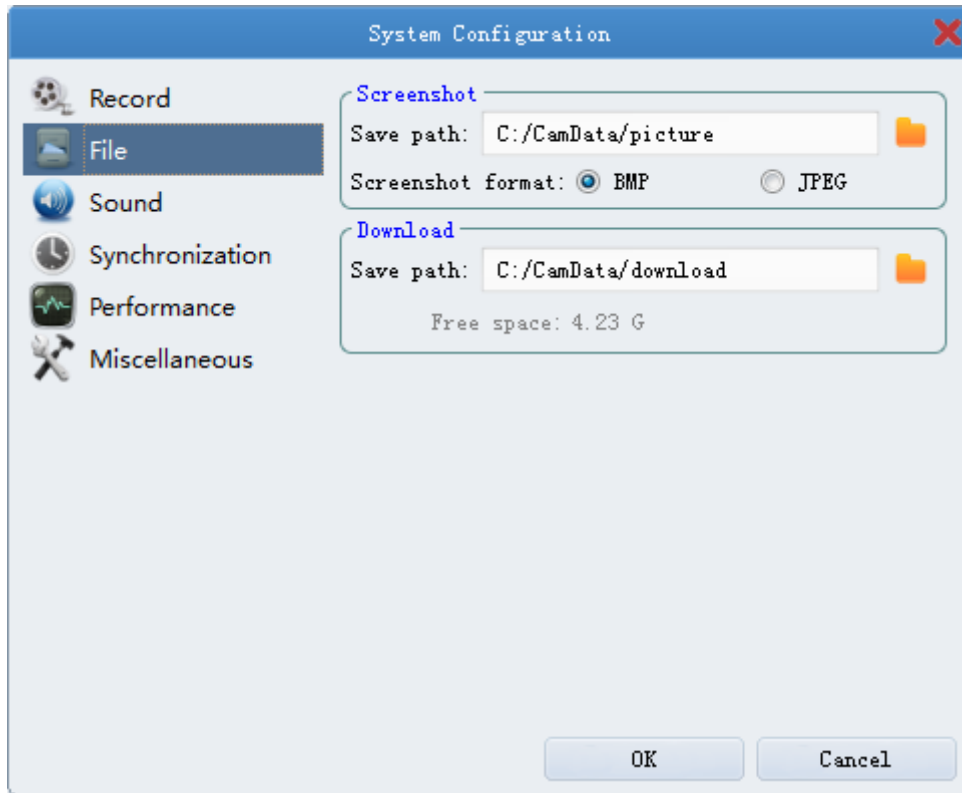 System Configuration
Record
File
Sound
Synchronization
Performance
Miscellaneous
Screenshot
Save path: C:/CamData/picture
Screenshot format: BMP JPEG
Download
Save path: C:/CamData/download
Free space: 4.23 G
OK Cancel